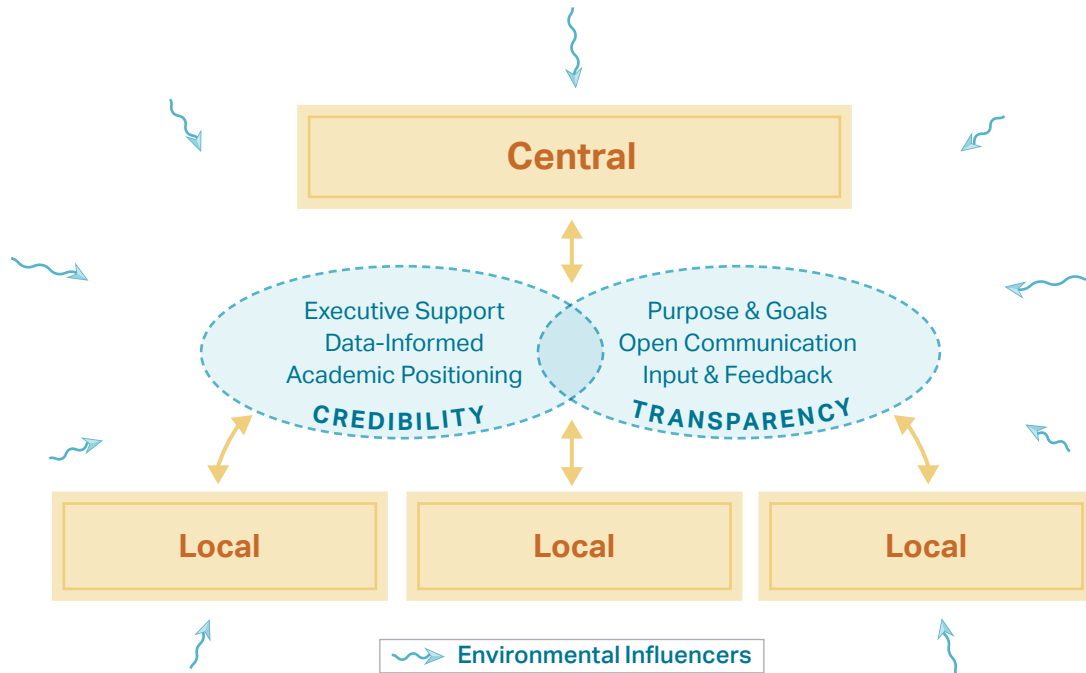 Central
Executive Support
Data-Informed
Academic Positioning
CREDIBILITY
Purpose & Goals
Open Communication
Input & Feedback
TRANSPARENCY
Local
Local
Local
Environmental Influencers